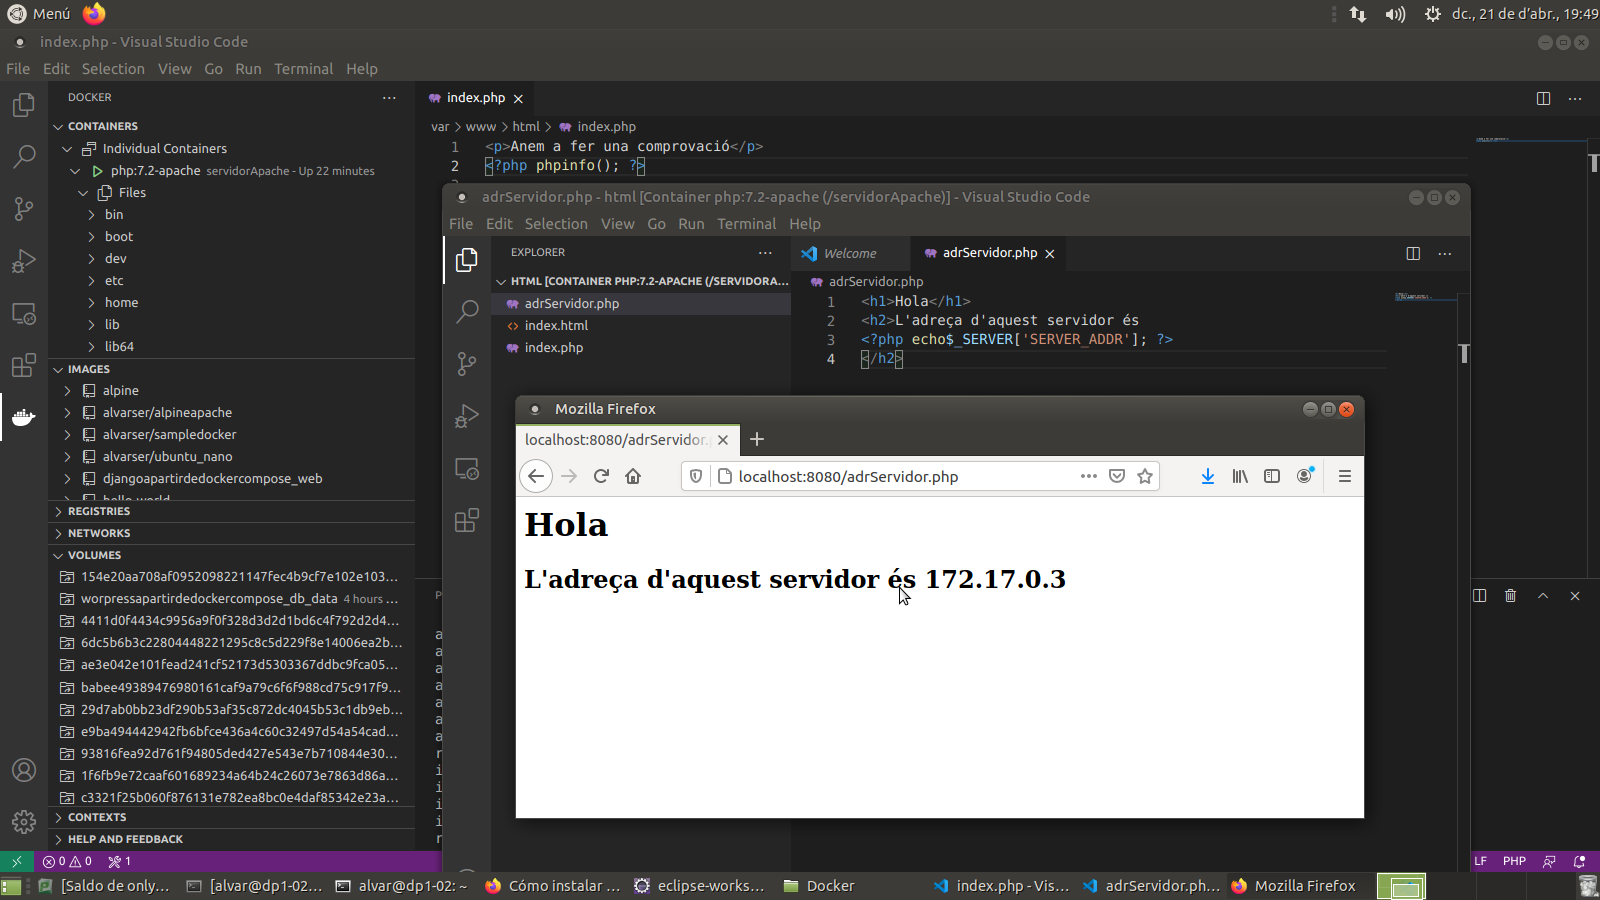 Menú
dc., 21 de d'abr., 19:49
index.php - Visual Studio Code
File Edit Selection View Go Run Terminal Help
DOCKER
CONTAINERS
Individual Containers
php:7.2-apache servidorApache - Up 22 minutes
Files
bin
boot
dev
etc
home
lib
lib64
IMAGES
alpine
alvarser/alpineapache
alvarser/sampledocker
alvarser/ubuntu_nano
djangoapartirdedockercompose_web
hello-world
REGISTRIES
NETWORKS
VOLUMES
154e20aa708af0952098221147fec4b9cf7e102e103...
worpressapartirdedockercompose_db_data 4 hours ...
4411d0f4434c9956a9f0f328d3d2d1bd6c4f792d2d4...
6dc5b6b3c22804448221295c8c5d229f8e14006ea2b...
ae3e042e101fead241cf52173d5303367ddbc9fca05...
babee49389476980161caf9a79c6f6f988cd75c917f9...
29d7ab0bb23df290b53af35c872dc4045b53c1db9eb...
e9ba494442942fb6bfce436a4c60c32497d54a54cad...
93816fea92d761f94805ded427e543e7b710844e30...
1f6fb9e72caaf601689234a64b24c26073e7863d86a...
c3321f25b060f876131e782ea8bc0e4daf85342e23a...
CONTEXTS
HELP AND FEEDBACK
0 0 1
index.php
var > www > html > index.php
1 <p>Anem a fer una comprovació</p>
2 <?php phpinfo(); ?>
adrServidor.php - html [Container php:7.2-apache (/servidorApache)] - Visual Studio Code
File Edit Selection View Go Run Terminal Help
EXPLORER
HTML [CONTAINER PHP:7.2-APACHE (/SERVIDORA...
adrServidor.php
index.html
index.php
Welcome adrServidor.php
adrServidor.php
1 <h1>Hola</h1>
2 <h2>L'adreça d'aquest servidor és
3 <?php echo$_SERVER['SERVER_ADDR']; ?>
4 </h2>
Mozilla Firefox
localhost:8080/adrServidor.
localhost:8080/adrServidor.php
Hola
L'adreça d'aquest servidor és 172.17.0.3
LF PHP
[Saldo de only... [alvar@dp1-02... alvar@dp1-02: ~ Cómo instalar ... eclipse-works... Docker index.php - Vis... adrServidor.ph... Mozilla Firefox